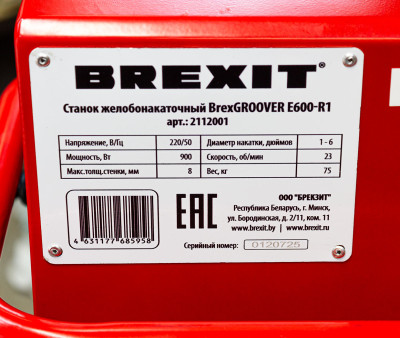 BREXIT®
Станок желобонакаточный BrexGROOVER E600-R1
арт.: 2112001
Напряжение, В/Гц 220/50 Диаметр накатки, дюймов 1 - 6
Мощность, Вт 900 Скорость, об/мин 23
Макс.толщ.стенки, мм 8 Вес, кг 75
ООО "БРЕКЗИТ"
Республика Беларусь, г. Минск,
ул. Бородинская, д. 2/11, ком. 11
www.brexit.by | www.brexit.ru
EAC
4 631177 685958
Серийный номер: 0120725